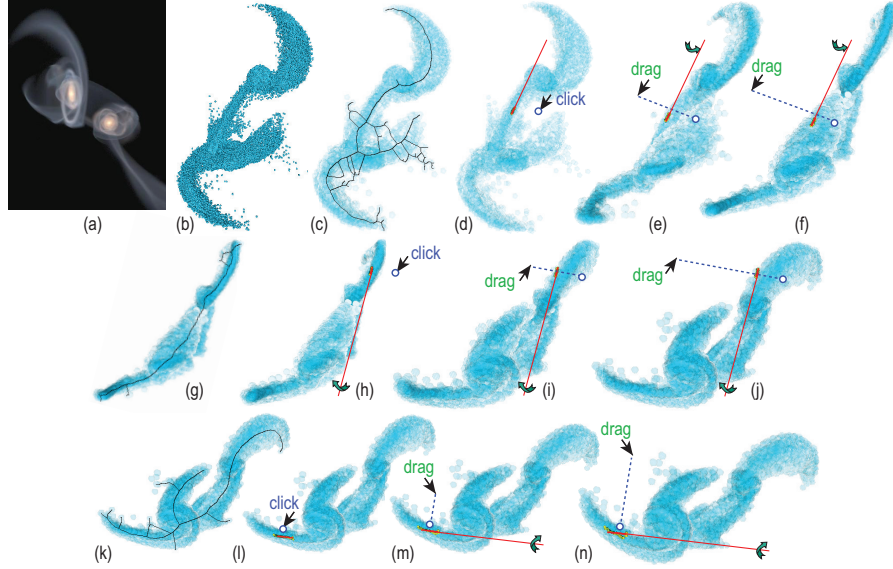 click
drag
drag
(a)
(b)
(c)
(d)
(e)
(f)
click
drag
drag
(g)
(h)
(i)
(j)
drag
drag
click
(k)
(l)
(m)
(n)